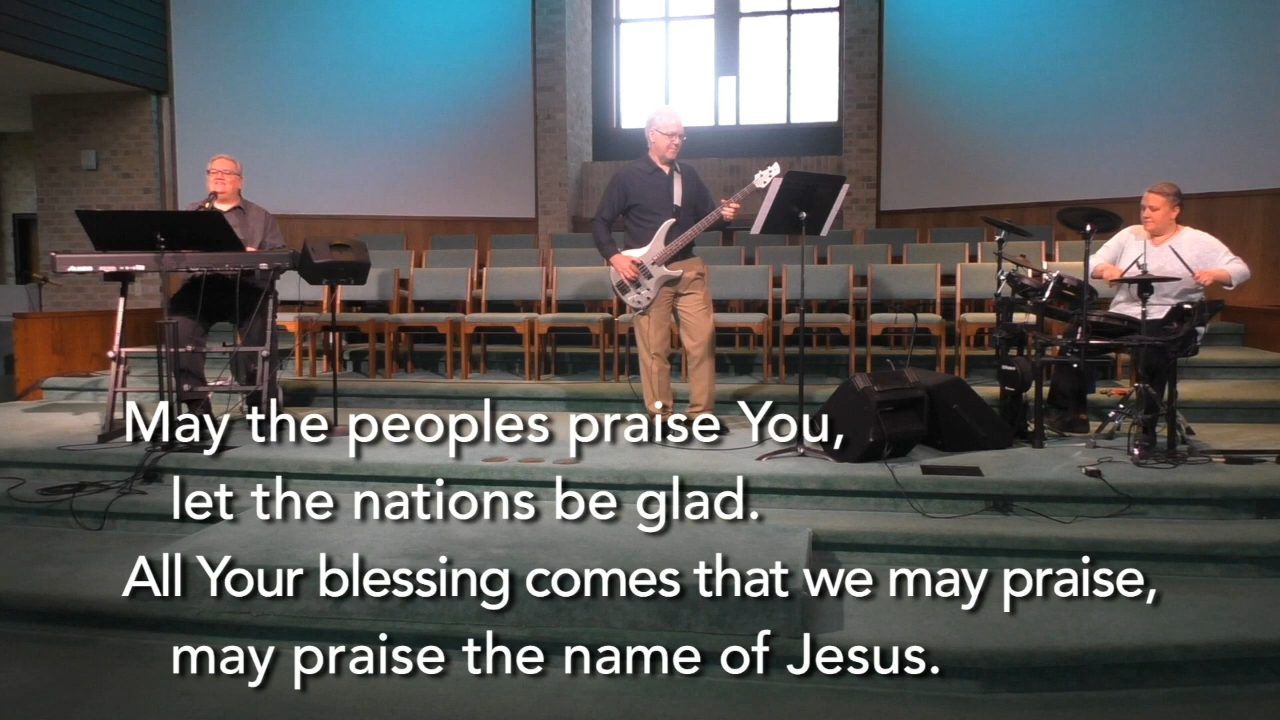 May the peoples praise You,
let the nations be glad.
All Your blessing comes that we may praise,
may praise the name of Jesus.